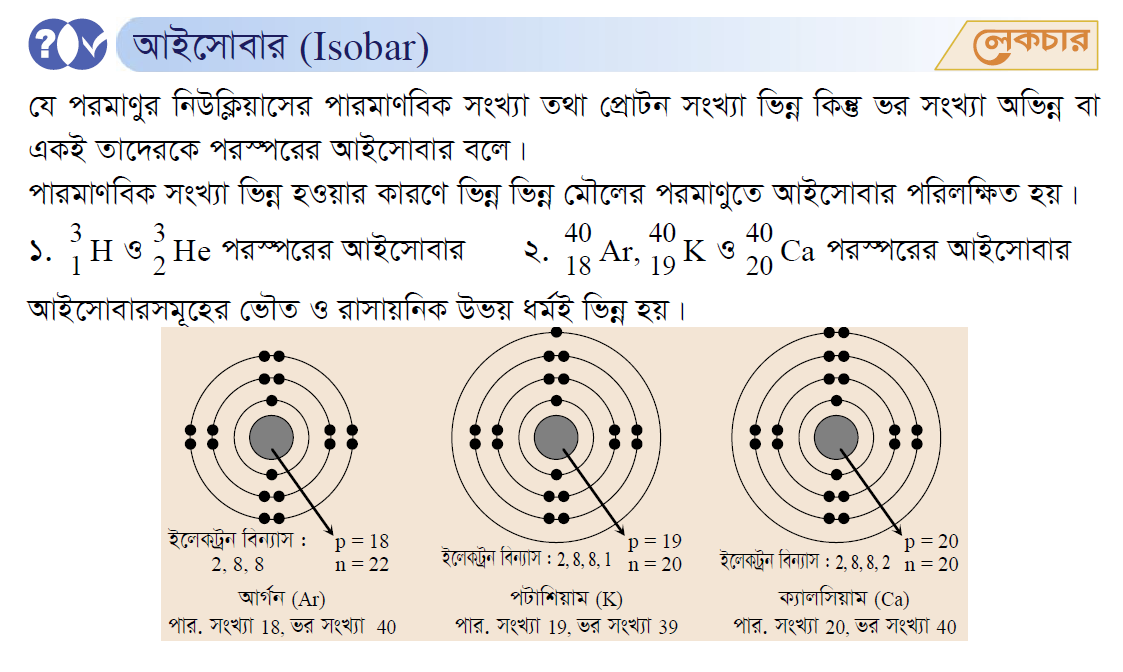 আইসোবার (Isobar)
লেকচার
যে পরমাণুর নিউক্লিয়াসের পারমাণবিক সংখ্যা তথা প্রোটন সংখ্যা ভিন্ন কিন্তু ভর সংখ্যা অভিন্ন বা
একই তাদেরকে পরস্পরের আইসোবার বলে।
পারমাণবিক সংখ্যা ভিন্ন হওয়ার কারণে ভিন্ন ভিন্ন মৌলের পরমাণুতে আইসোবার পরিলক্ষিত হয়।
১. ³₁H ও ³₂He পরস্পরের আইসোবার ২. ⁴⁰₁₈Ar, ⁴⁰₁₉K ও ⁴⁰₂₀Ca পরস্পরের আইসোবার
আইসোবারসমূহের ভৌত ও রাসায়নিক উভয় ধর্মই ভিন্ন হয়।
ইলেকট্রন বিন্যাস :
2, 8, 8
p = 18
n = 22
আর্গন (Ar)
পার. সংখ্যা 18, ভর সংখ্যা 40
ইলেকট্রন বিন্যাস : 2, 8, 8, 1
p = 19
n = 20
পটাশিয়াম (K)
পার. সংখ্যা 19, ভর সংখ্যা 39
ইলেকট্রন বিন্যাস : 2, 8, 8, 2
p = 20
n = 20
ক্যালসিয়াম (Ca)
পার. সংখ্যা 20, ভর সংখ্যা 40